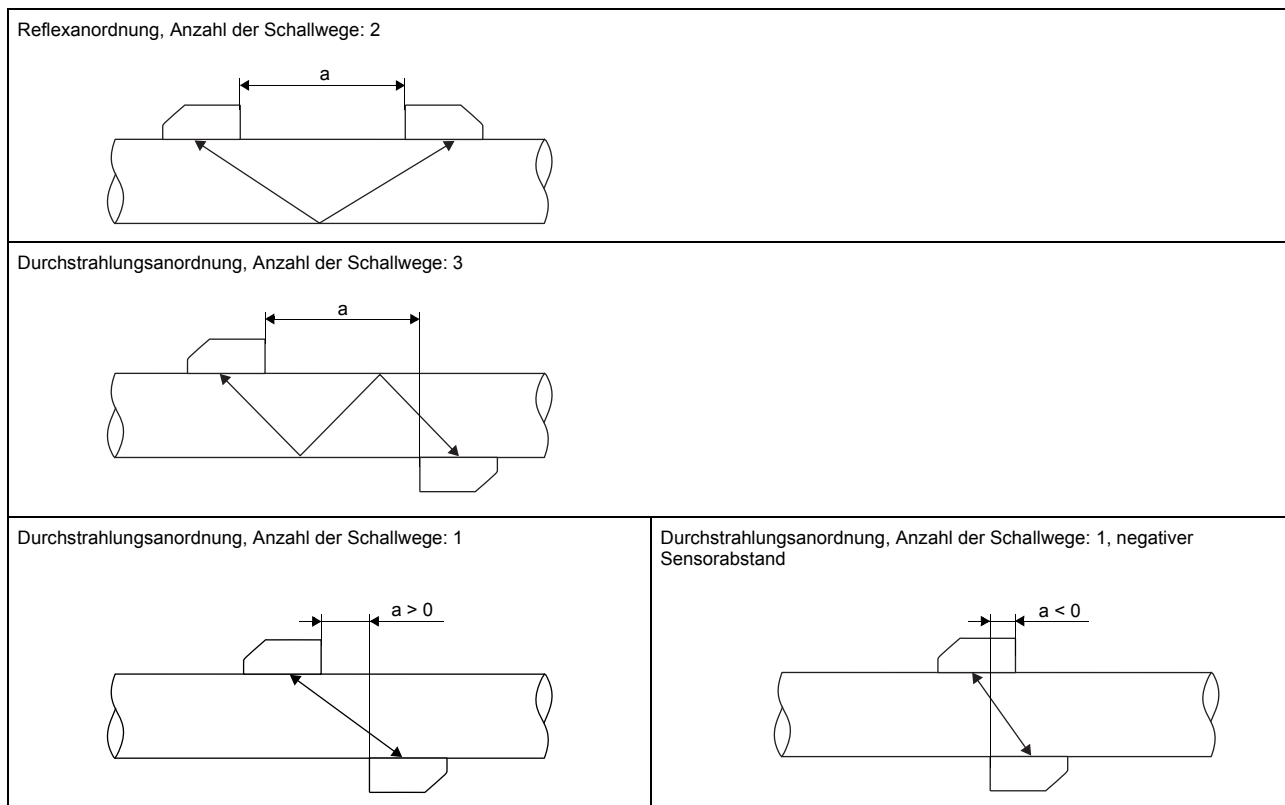 Reflexanordnung, Anzahl der Schallwege: 2
a
Durchstrahlungsanordnung, Anzahl der Schallwege: 3
a
Durchstrahlungsanordnung, Anzahl der Schallwege: 1
a > 0
Durchstrahlungsanordnung, Anzahl der Schallwege: 1, negativer
Sensorabstand
a < 0